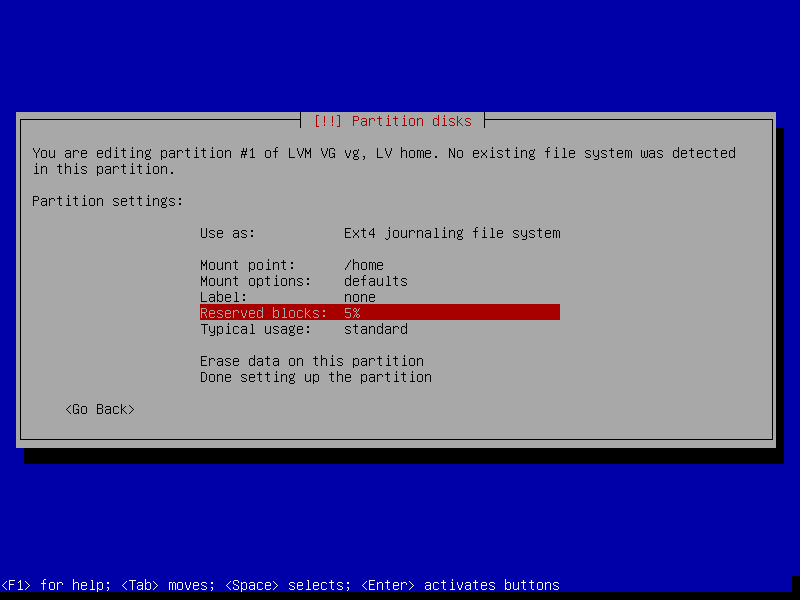 [!!] Partition disks
You are editing partition #1 of LVM VG vg, LV home. No existing file system was detected
in this partition.
Partition settings:
Use as: Ext4 journaling file system
Mount point: /home
Mount options: defaults
Label: none
Reserved blocks: 5%
Typical usage: standard
Erase data on this partition
Done setting up the partition
<Go Back>
<F1> for help; <Tab> moves; <Space> selects; <Enter> activates buttons